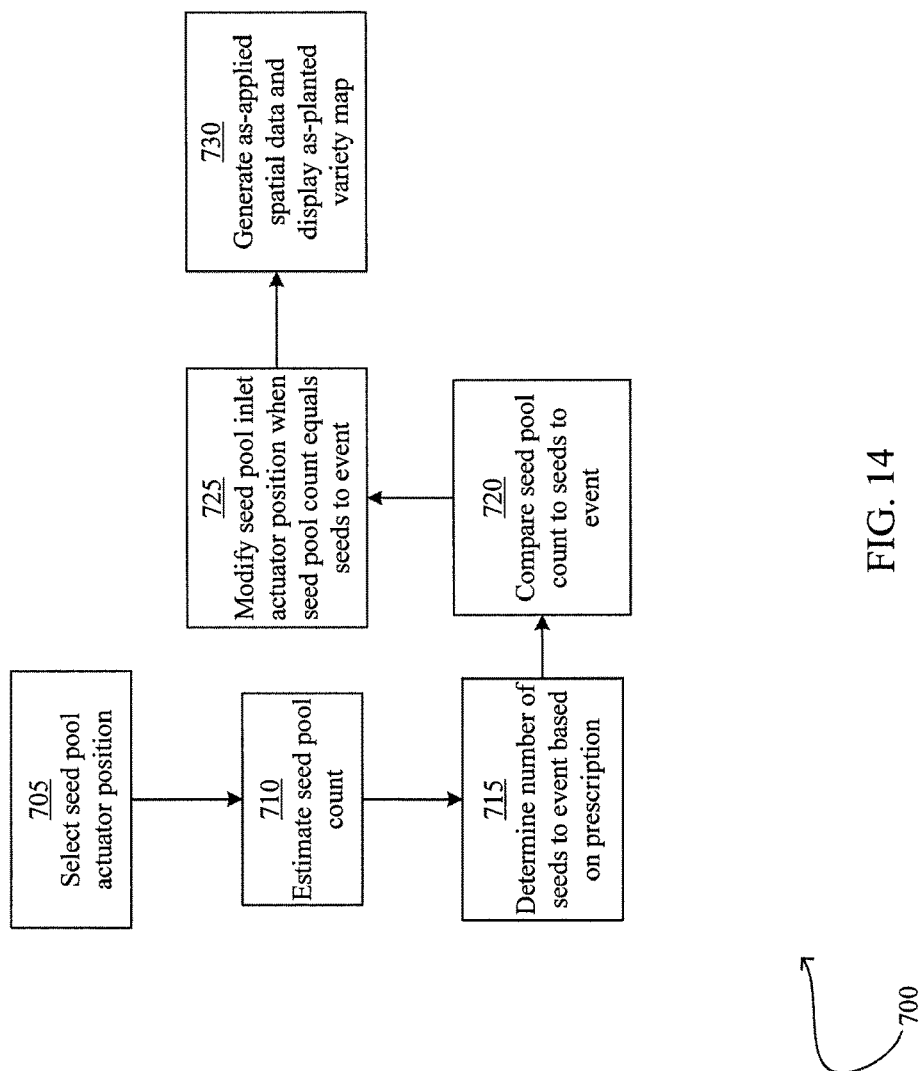 705
Select seed pool
actuator position
710
Estimate seed pool
count
715
Determine number of
seeds to event based
on prescription
720
Compare seed pool
count to seeds to
event
725
Modify seed pool inlet
actuator position when
seed pool count equals
seeds to event
730
Generate as-applied
spatial data and
display as-planted
variety map
700
FIG. 14